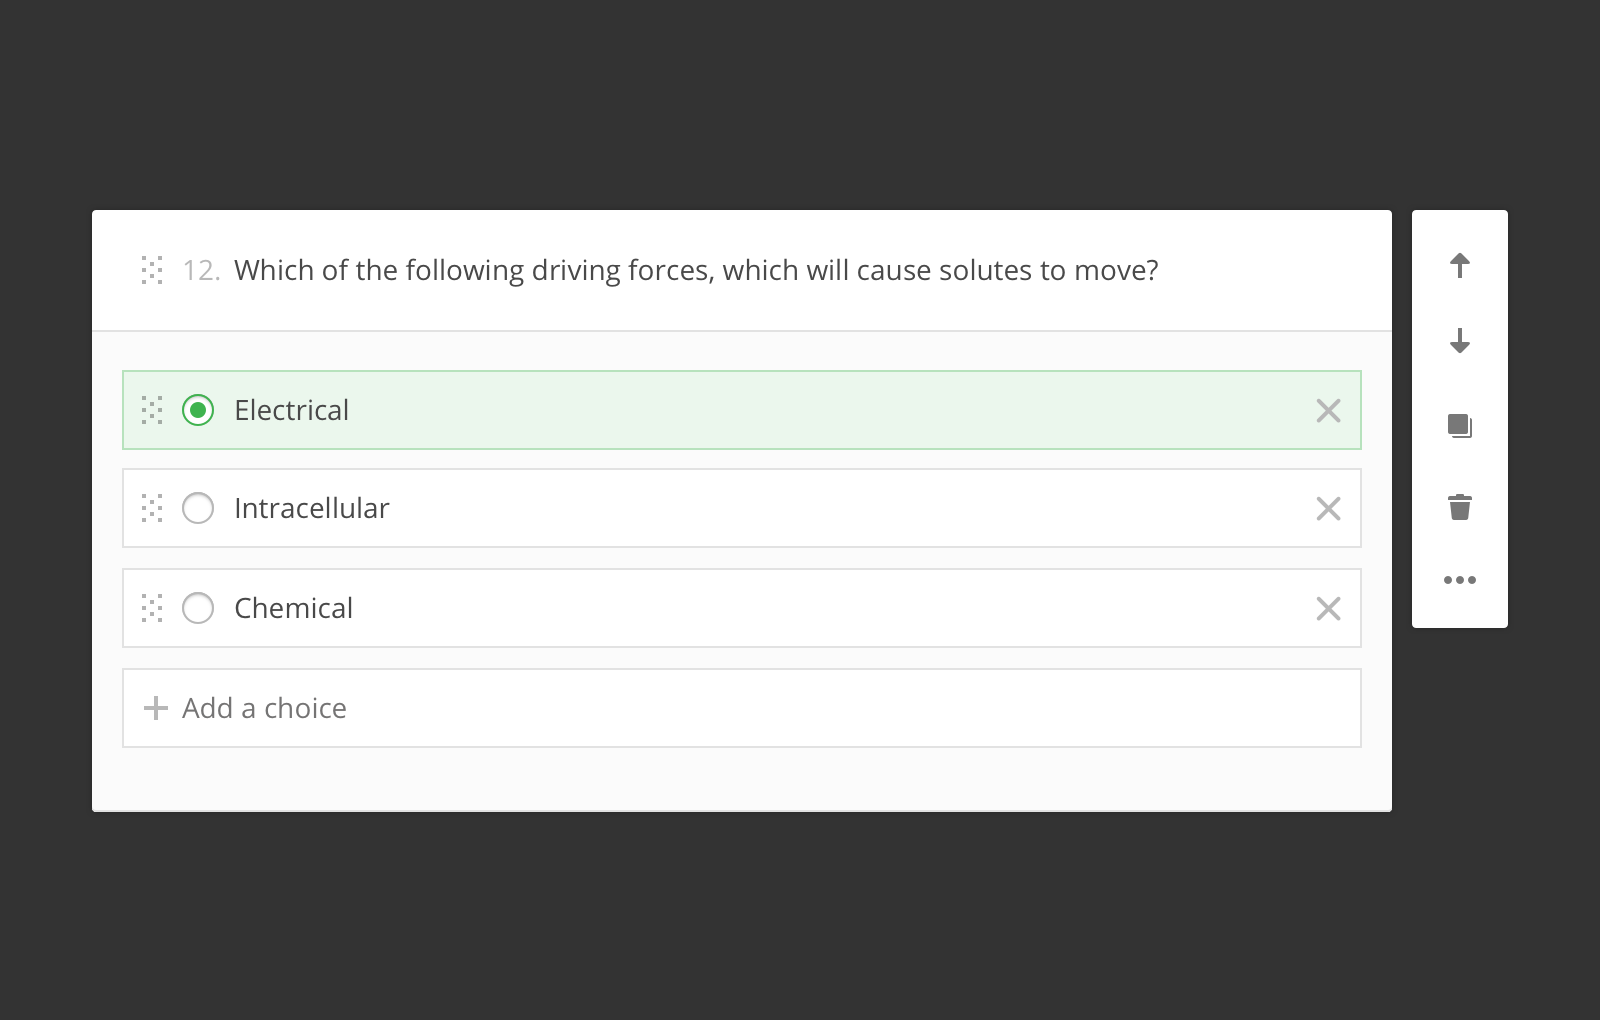 12. Which of the following driving forces, which will cause solutes to move?
Electrical
Intracellular
Chemical
Add a choice